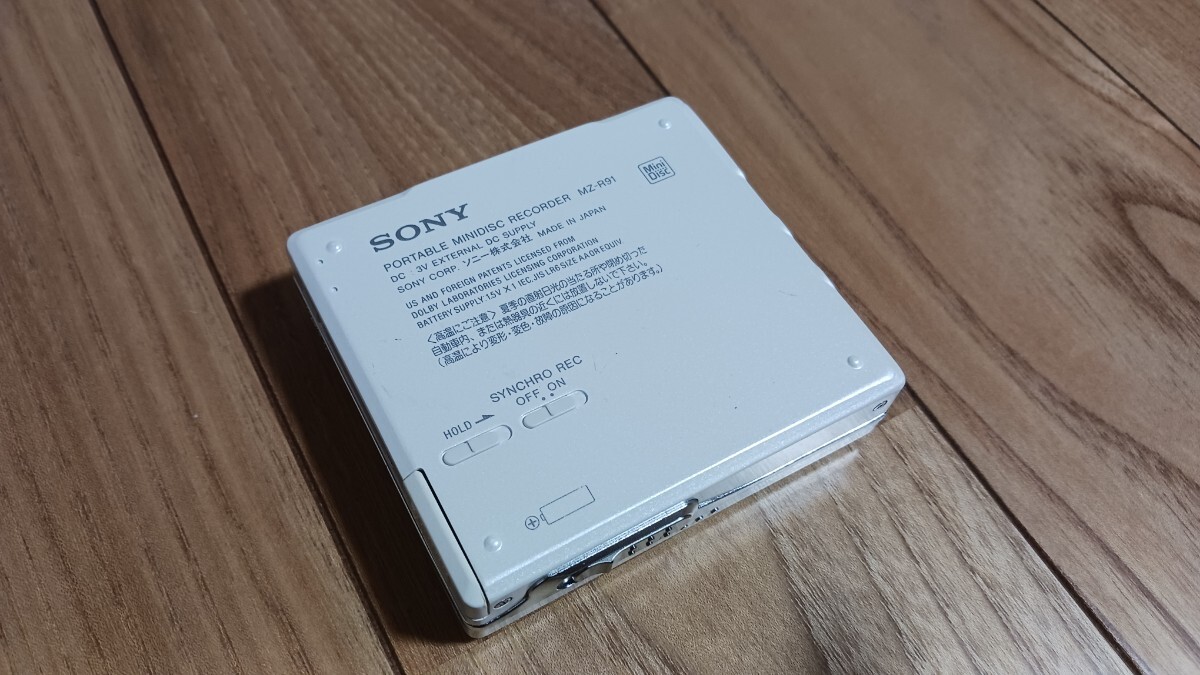 SONY
PORTABLE MINIDISC RECORDER MZ-R91
Mini Disc
DC 3V EXTERNAL DC SUPPLY
SONY CORP. ソニー株式会社 MADE IN JAPAN
US AND FOREIGN PATENTS LICENSED FROM
DOLBY LABORATORIES LICENSING CORPORATION
BATTERY SUPPLY 1.5V X 1 IEC,JIS LR6 SIZE AA OR EQUIV
〈高温にご注意〉夏季の直射日光の当たる所や閉め切った
自動車内、または熱器具の近くには放置しないで下さい。
(高温により変形・変色・故障の原因になることがあります。)
SYNCHRO REC
OFF ON
HOLD